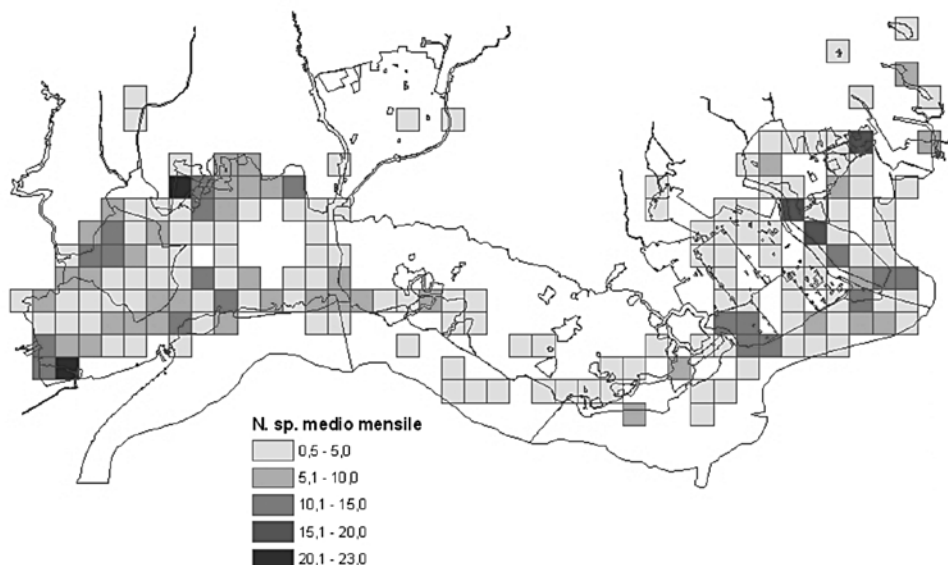 N. sp. medio mensile
0,5 - 5,0
5,1 - 10,0
10,1 - 15,0
15,1 - 20,0
20,1 - 23,0